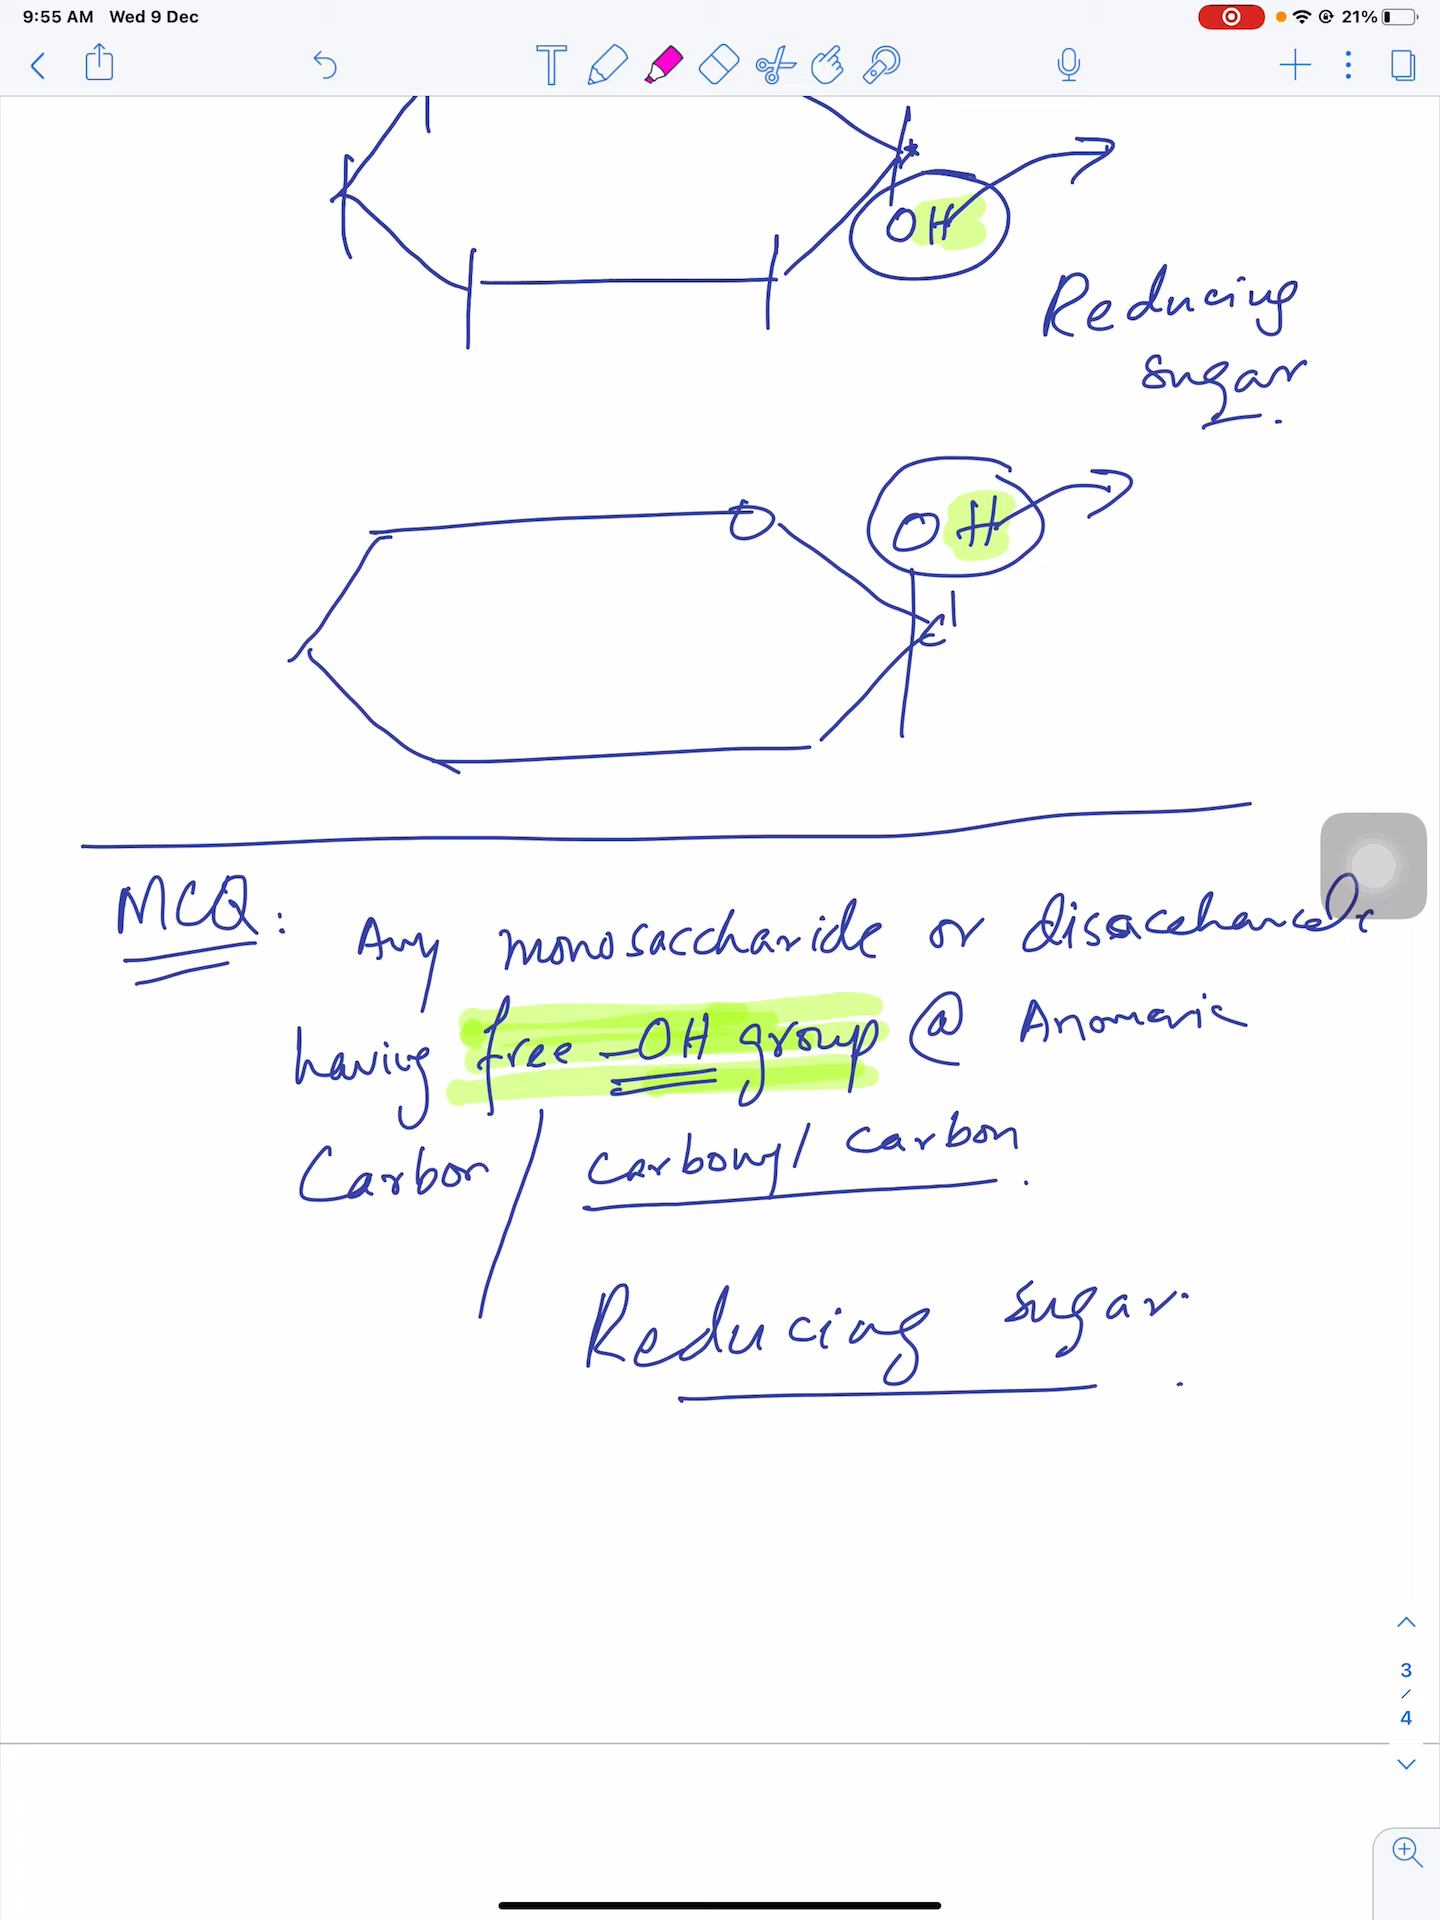 9:55 AM Wed 9 Dec
21%
T
*
OH
Reducing
sugar
O
OH
C1
MCQ: Any monosaccharide or disaccharide
having free -OH group @ Anomeric
Carbon / carbonyl carbon.
Reducing sugar.
3
/
4